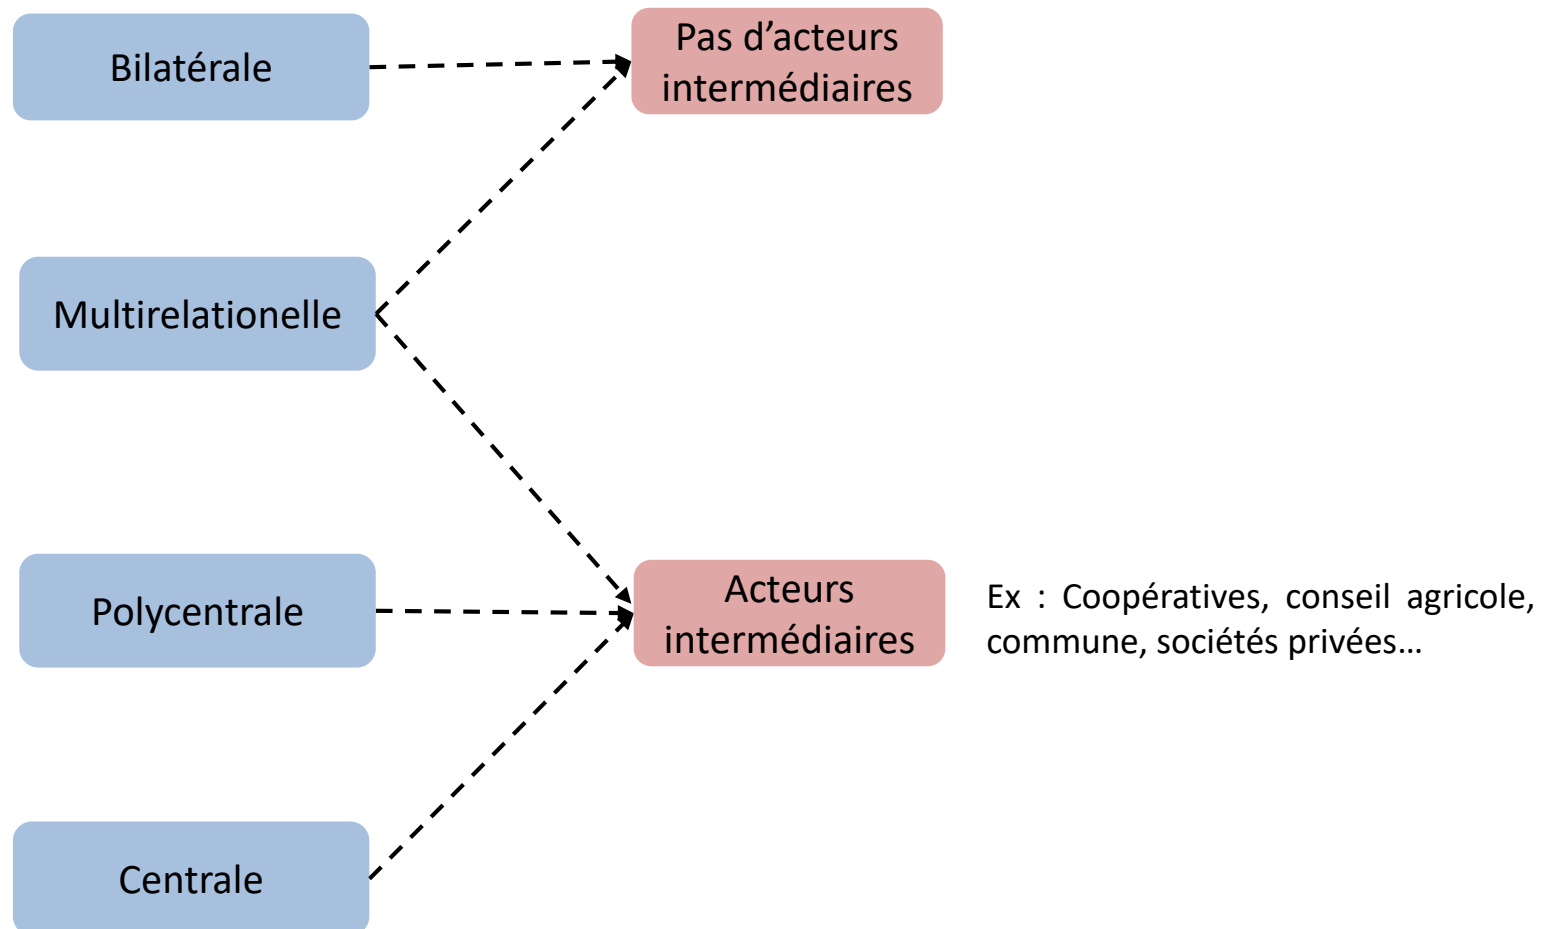 Bilatérale
Pas d’acteurs
intermédiaires
Multirelationelle
Polycentrale
Acteurs
intermédiaires
Ex : Coopératives, conseil agricole,
commune, sociétés privées…
Centrale